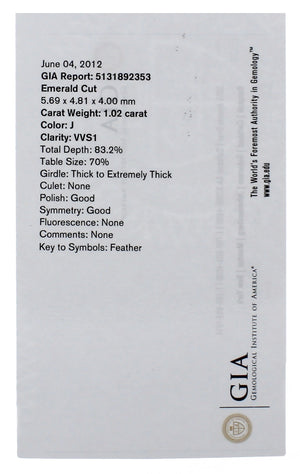 June 04, 2012
GIA Report: 5131892353
Emerald Cut
5.69 x 4.81 x 4.00 mm
Carat Weight: 1.02 carat
Color: J
Clarity: VVS1
Total Depth: 83.2%
Table Size: 70%
Girdle: Thick to Extremely Thick
Culet: None
Polish: Good
Symmetry: Good
Fluorescence: None
Comments: None
Key to Symbols: Feather
GIA
GEMOLOGICAL INSTITUTE OF AMERICA®
The World's Foremost Authority in Gemology™
www.gia.edu